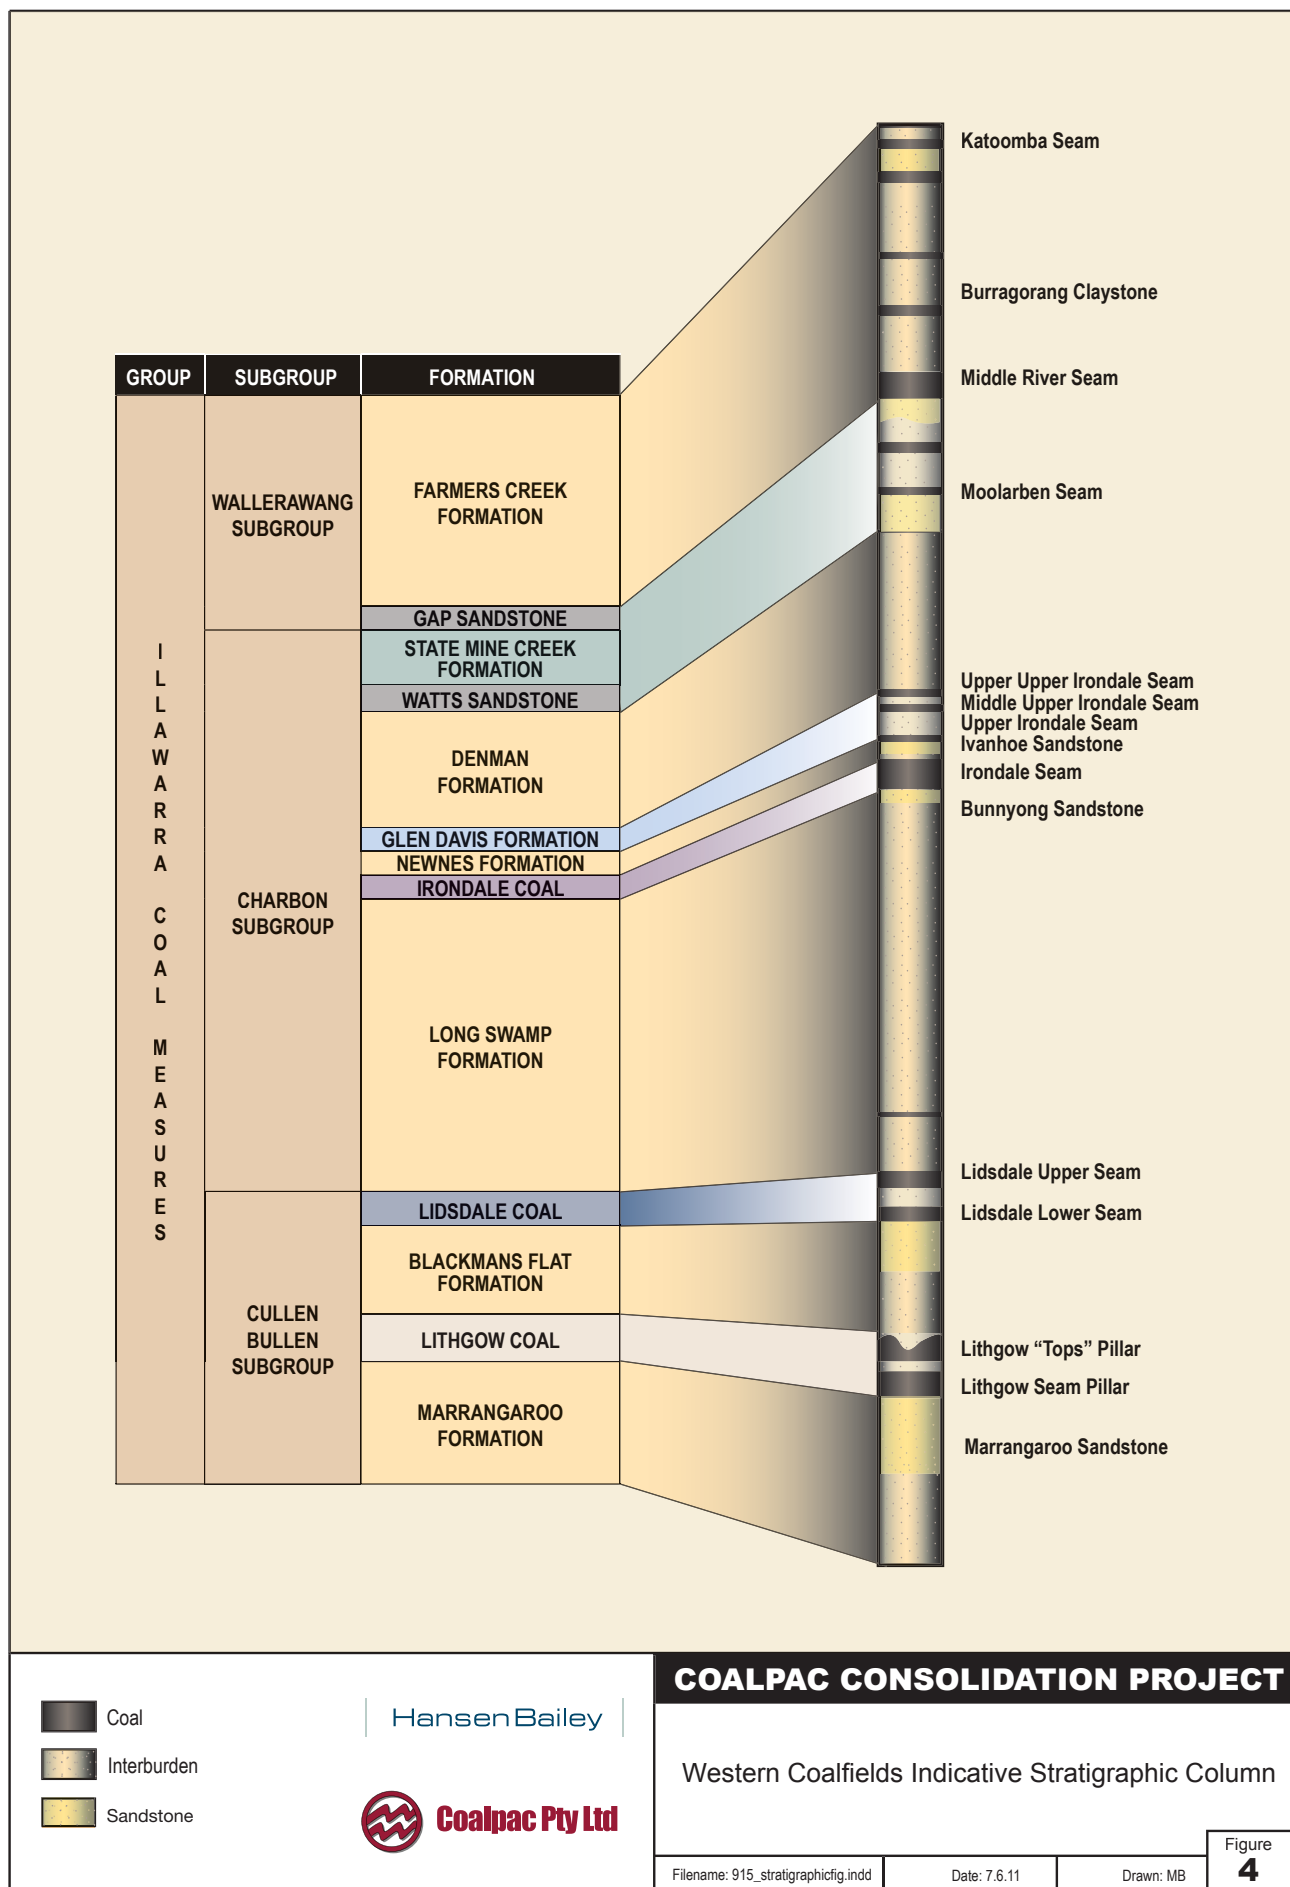 GROUP SUBGROUP FORMATION
ILLAWARRA COAL MEASURES
WALLERAWANG
SUBGROUP
CHARBON
SUBGROUP
CULLEN
BULLEN
SUBGROUP
FARMERS CREEK
FORMATION
GAP SANDSTONE
STATE MINE CREEK
FORMATION
WATTS SANDSTONE
DENMAN
FORMATION
GLEN DAVIS FORMATION
NEWNES FORMATION
IRONDALE COAL
LONG SWAMP
FORMATION
LIDSDALE COAL
BLACKMANS FLAT
FORMATION
LITHGOW COAL
MARRANGAROO
FORMATION
Katoomba Seam
Burragorang Claystone
Middle River Seam
Moolarben Seam
Upper Upper Irondale Seam
Middle Upper Irondale Seam
Upper Irondale Seam
Ivanhoe Sandstone
Irondale Seam
Bunnyong Sandstone
Lidsdale Upper Seam
Lidsdale Lower Seam
Lithgow “Tops” Pillar
Lithgow Seam Pillar
Marrangaroo Sandstone
Coal
Interburden
Sandstone
Hansen Bailey
Coalpac Pty Ltd
COALPAC CONSOLIDATION PROJECT
Western Coalfields Indicative Stratigraphic Column
Filename: 915_stratigraphicfig.indd Date: 7.6.11 Drawn: MB
Figure
4